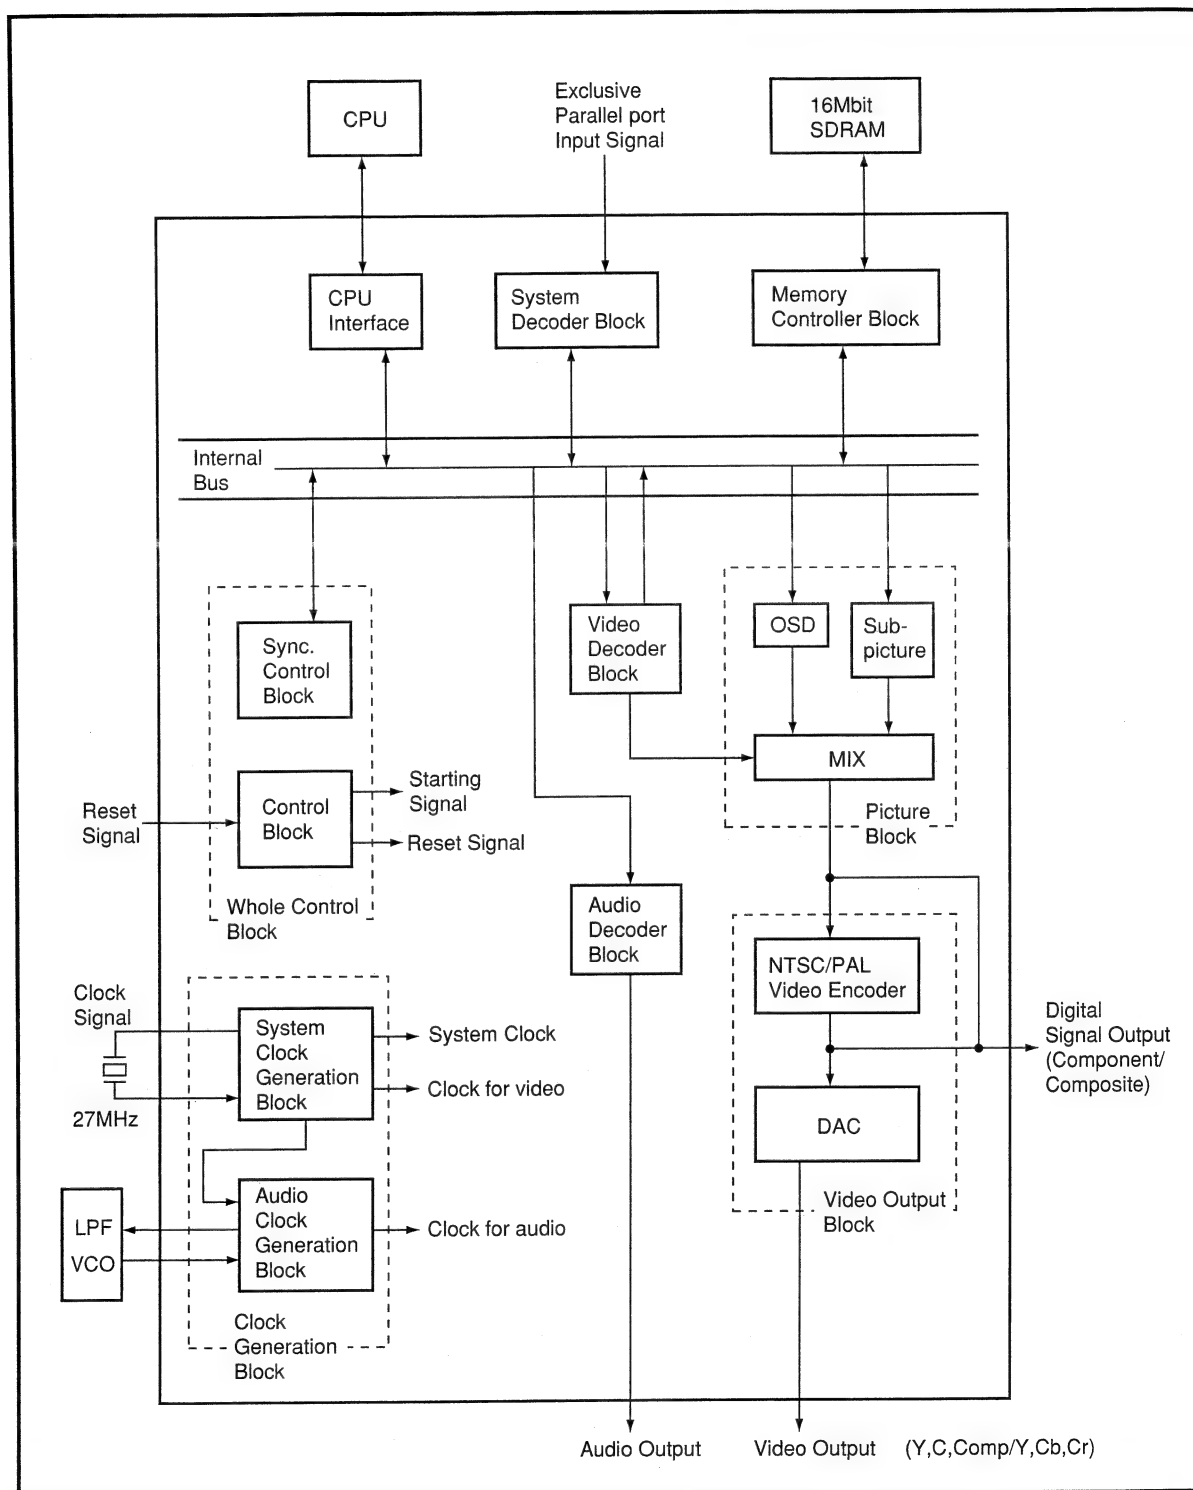 CPU
Exclusive
Parallel port
Input Signal
16Mbit
SDRAM
CPU
Interface
System
Decoder Block
Memory
Controller Block
Internal
Bus
Sync.
Control
Block
Video
Decoder
Block
OSD
Sub-
picture
MIX
Picture
Block
Reset
Signal
Control
Block
Starting
Signal
Reset Signal
Whole Control
Block
Audio
Decoder
Block
NTSC/PAL
Video Encoder
Digital
Signal Output
(Component/
Composite)
DAC
Video Output
Block
Clock
Signal
27MHz
System
Clock
Generation
Block
System Clock
Clock for video
LPF
VCO
Audio
Clock
Generation
Block
Clock for audio
Clock
Generation
Block
Audio Output
Video Output (Y,C,Comp/Y,Cb,Cr)